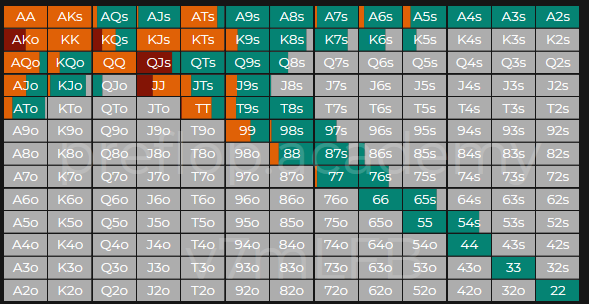 AA AKs AQs AJs ATs A9s A8s A7s A6s A5s A4s A3s A2s
AKo KK KQs KJs KTs K9s K8s K7s K6s K5s K4s K3s K2s
AQo KQo QQ QJs QTs Q9s Q8s Q7s Q6s Q5s Q4s Q3s Q2s
AJo KJo QJo JJ JTs J9s J8s J7s J6s J5s J4s J3s J2s
ATo KTo QTo JTo TT T9s T8s T7s T6s T5s T4s T3s T2s
A9o K9o Q9o J9o T9o 99 98s 97s 96s 95s 94s 93s 92s
A8o K8o Q8o J8o T8o 98o 88 87s 86s 85s 84s 83s 82s
preflop.academy
A7o K7o Q7o J7o T7o 97o 87o 77 76s 75s 74s 73s 72s
A6o K6o Q6o J6o T6o 96o 86o 76o 66 65s 64s 63s 62s
A5o K5o Q5o J5o T5o 95o 85o 75o 65o 55 54s 53s 52s
A4o K4o Q4o J4o T4o 94o 84o 74o 64o 54o 44 43s 42s
A3o K3o Q3o J3o T3o 93o 83o 73o 63o 53o 43o 33 32s
A2o K2o Q2o J2o T2o 92o 82o 72o 62o 52o 42o 32o 22